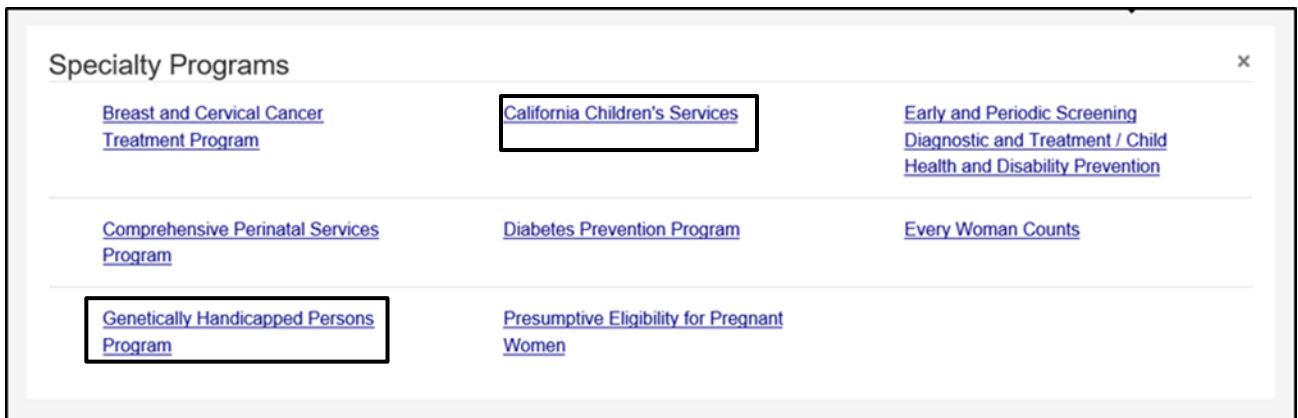 Specialty Programs
×
Breast and Cervical Cancer
Treatment Program
California Children's Services
Early and Periodic Screening
Diagnostic and Treatment / Child
Health and Disability Prevention
Comprehensive Perinatal Services
Program
Diabetes Prevention Program
Every Woman Counts
Genetically Handicapped Persons
Program
Presumptive Eligibility for Pregnant
Women